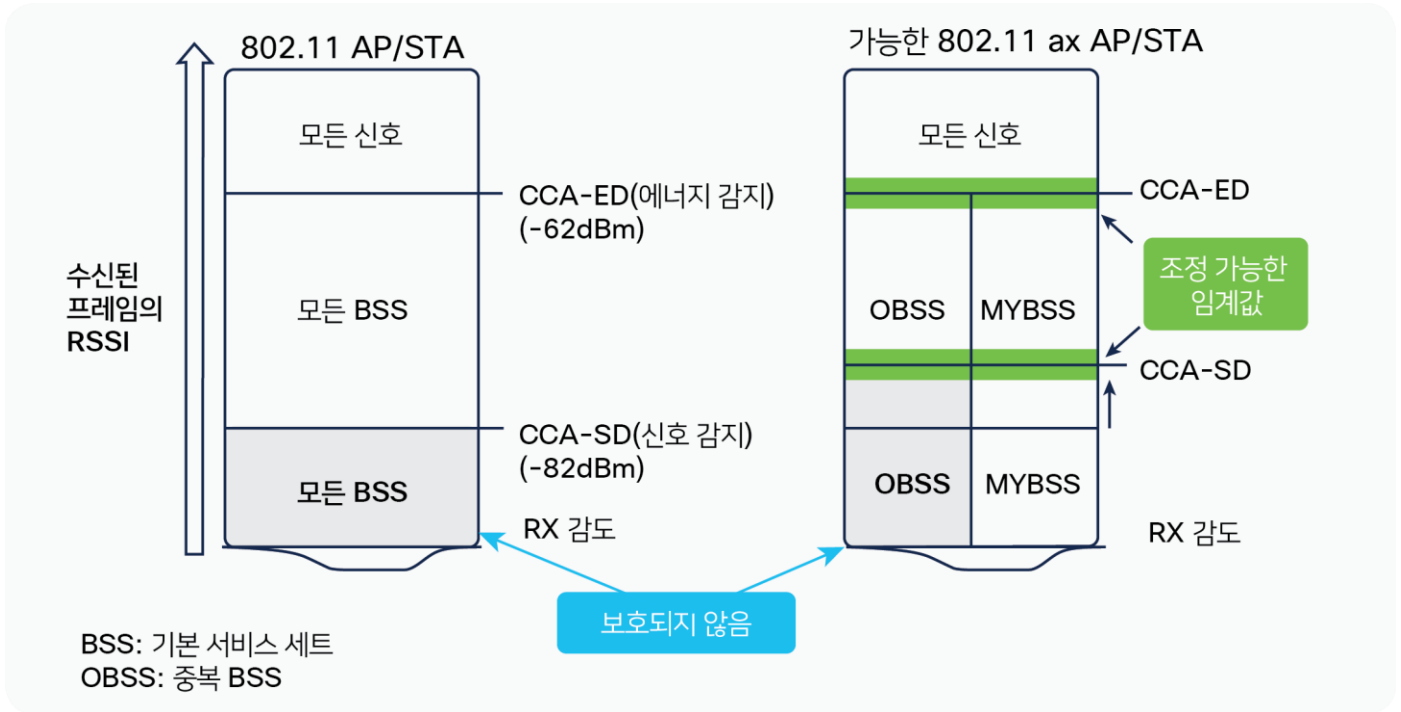 802.11 AP/STA
모든 신호
CCA-ED(에너지 감지)
(-62dBm)
수신된
프레임의
RSSI
모든 BSS
CCA-SD(신호 감지)
(-82dBm)
모든 BSS
RX 감도
가능한 802.11 ax AP/STA
모든 신호
CCA-ED
조정 가능한
임계값
OBSS
MYBSS
CCA-SD
OBSS
MYBSS
RX 감도
보호되지 않음
BSS: 기본 서비스 세트
OBSS: 중복 BSS